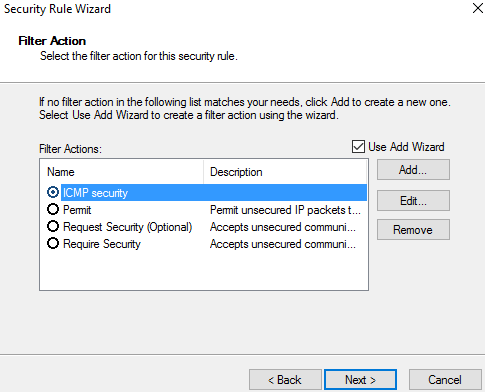 Security Rule Wizard
Filter Action
Select the filter action for this security rule.
If no filter action in the following list matches your needs, click Add to create a new one.
Select Use Add Wizard to create a filter action using the wizard.
Filter Actions:
Use Add Wizard
Name Description
Add...
ICMP security
Permit Permit unsecured IP packets t...
Edit...
Request Security (Optional) Accepts unsecured communi...
Remove
Require Security Accepts unsecured communi...
< Back Next > Cancel